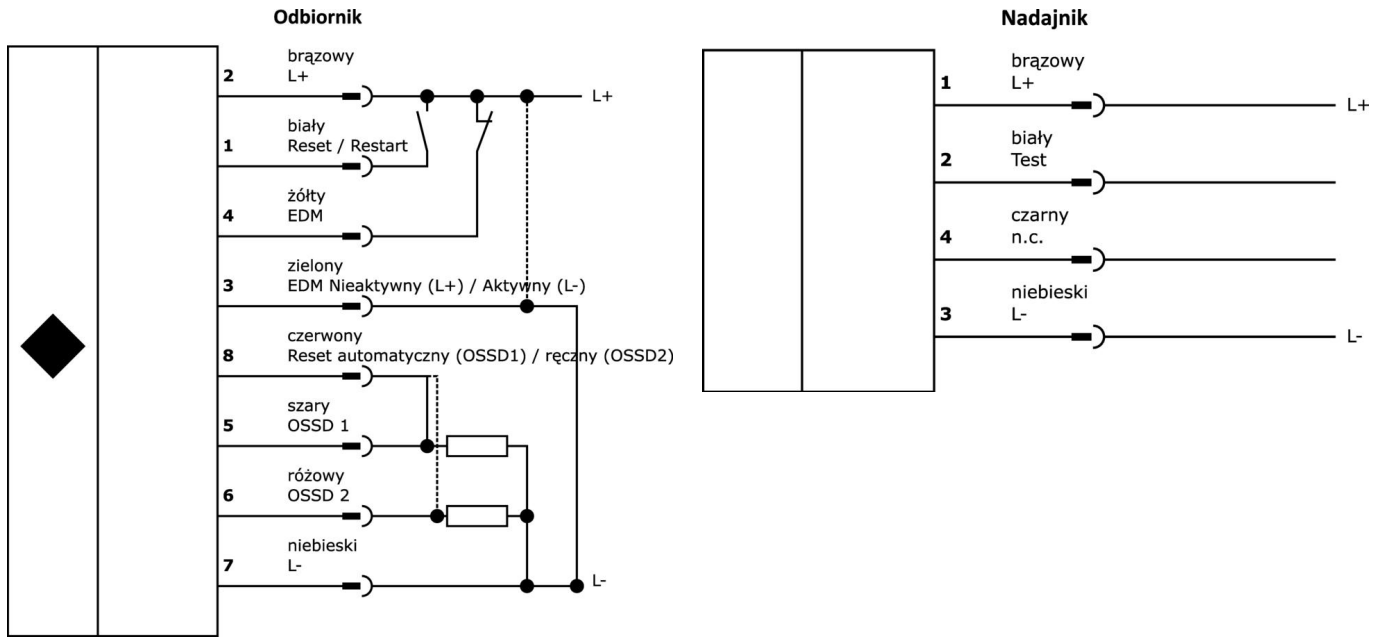 Odbiornik
brązowy
2 L+
L+
biały
1 Reset / Restart
żółty
4 EDM
zielony
3 EDM Nieaktywny (L+) / Aktywny (L-)
czerwony
8 Reset automatyczny (OSSD1) / ręczny (OSSD2)
szary
5 OSSD 1
różowy
6 OSSD 2
niebieski
7 L-
L-
Nadajnik
brązowy
1 L+
L+
biały
2 Test
czarny
4 n.c.
niebieski
3 L-
L-